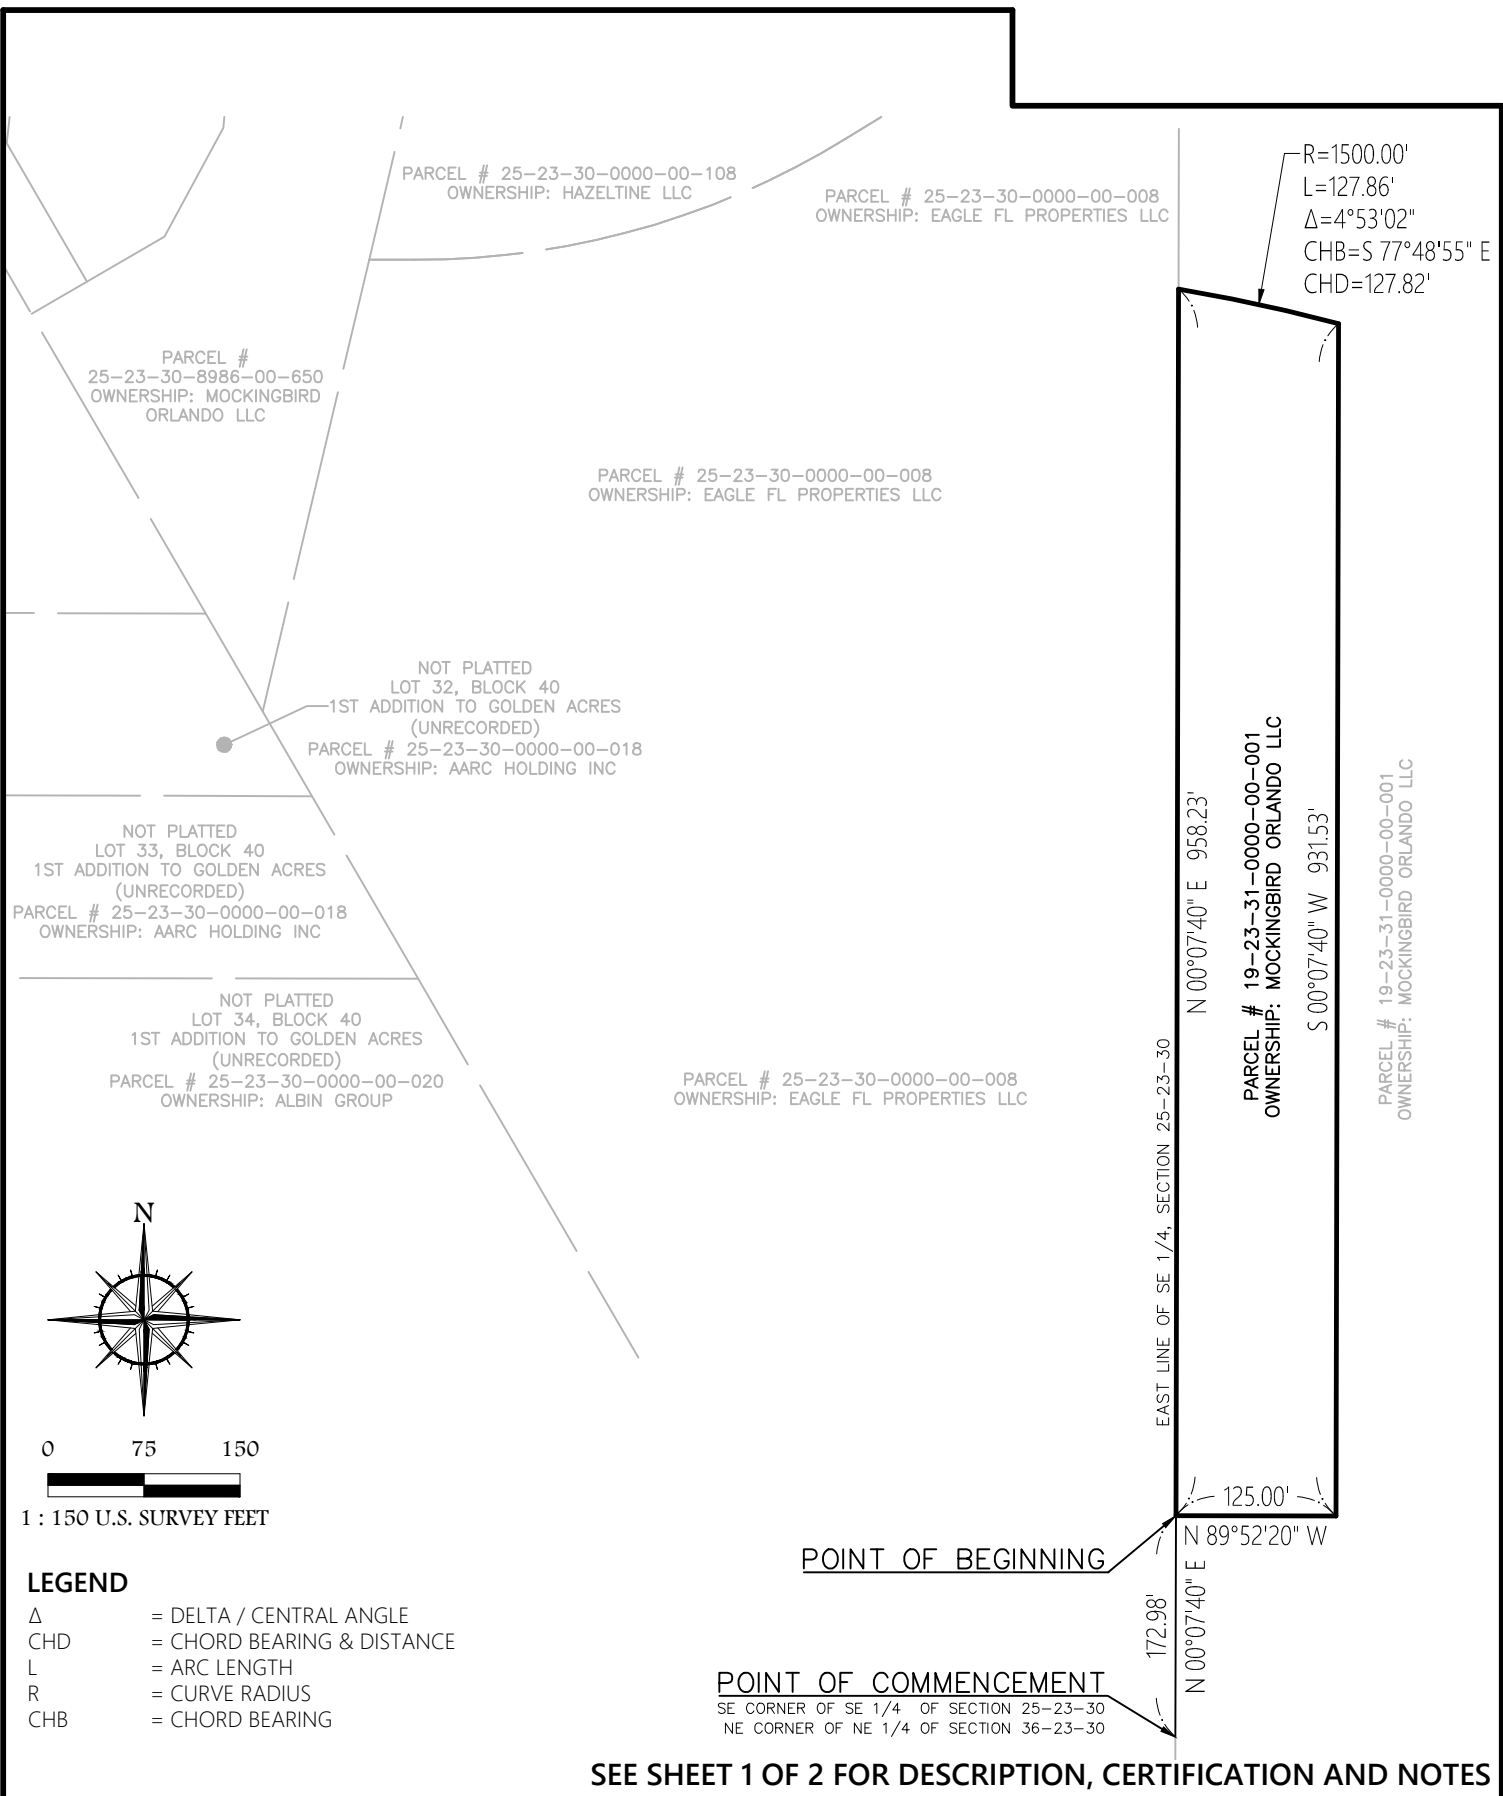 R=1500.00'
L=127.86'
Δ=4°53'02"
CHB=S 77°48'55" E
CHD=127.82'
PARCEL # 25-23-30-0000-00-108
OWNERSHIP: HAZELTINE LLC
PARCEL # 25-23-30-0000-00-008
OWNERSHIP: EAGLE FL PROPERTIES LLC
PARCEL #
25-23-30-8986-00-650
OWNERSHIP: MOCKINGBIRD
ORLANDO LLC
PARCEL # 25-23-30-0000-00-008
OWNERSHIP: EAGLE FL PROPERTIES LLC
NOT PLATTED
LOT 32, BLOCK 40
1ST ADDITION TO GOLDEN ACRES
(UNRECORDED)
PARCEL # 25-23-30-0000-00-018
OWNERSHIP: AARC HOLDING INC
NOT PLATTED
LOT 33, BLOCK 40
1ST ADDITION TO GOLDEN ACRES
(UNRECORDED)
PARCEL # 25-23-30-0000-00-018
OWNERSHIP: AARC HOLDING INC
NOT PLATTED
LOT 34, BLOCK 40
1ST ADDITION TO GOLDEN ACRES
(UNRECORDED)
PARCEL # 25-23-30-0000-00-020
OWNERSHIP: ALBIN GROUP
PARCEL # 25-23-30-0000-00-008
OWNERSHIP: EAGLE FL PROPERTIES LLC
EAST LINE OF SE 1/4, SECTION 25-23-30
N 00°07'40" E 958.23'
PARCEL # 19-23-31-0000-00-001
OWNERSHIP: MOCKINGBIRD ORLANDO LLC
S 00°07'40" W 931.53'
PARCEL # 19-23-31-0000-00-001
OWNERSHIP: MOCKINGBIRD ORLANDO LLC
N
0 75 150
1 : 150 U.S. SURVEY FEET
125.00'
N 89°52'20" W
POINT OF BEGINNING
172.98'
N 00°07'40" E
POINT OF COMMENCEMENT
SE CORNER OF SE 1/4 OF SECTION 25-23-30
NE CORNER OF NE 1/4 OF SECTION 36-23-30
LEGEND
Δ = DELTA / CENTRAL ANGLE
CHD = CHORD BEARING & DISTANCE
L = ARC LENGTH
R = CURVE RADIUS
CHB = CHORD BEARING
SEE SHEET 1 OF 2 FOR DESCRIPTION, CERTIFICATION AND NOTES